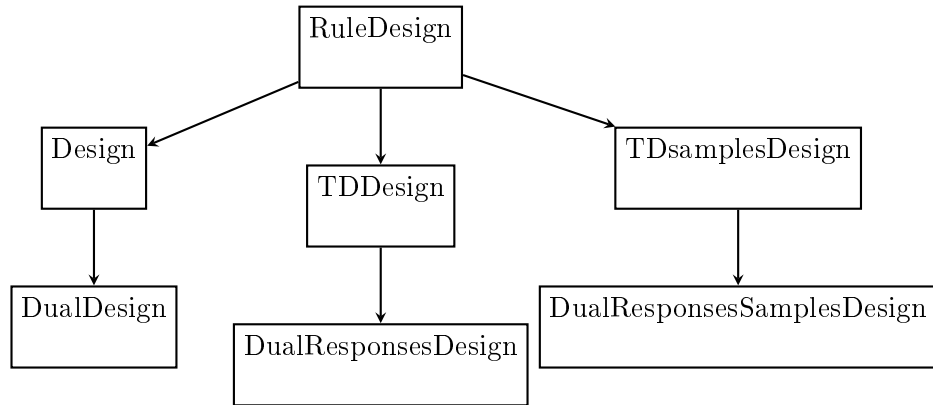 RuleDesign
Design
TDDesign
TDsamplesDesign
DualDesign
DualResponsesDesign
DualResponsesSamplesDesign